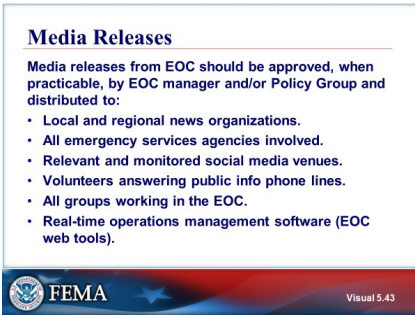 Media Releases
Media releases from EOC should be approved, when
practicable, by EOC manager and/or Policy Group and
distributed to:
• Local and regional news organizations.
• All emergency services agencies involved.
• Relevant and monitored social media venues.
• Volunteers answering public info phone lines.
• All groups working in the EOC.
• Real-time operations management software (EOC
web tools).
FEMA
Visual 5.43